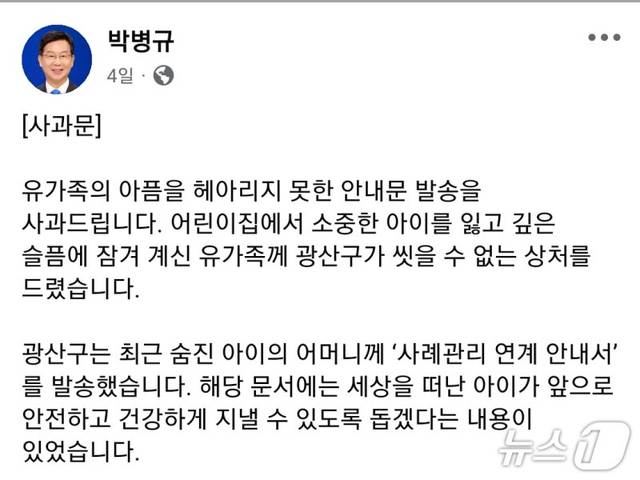 박병규
4일 ·
[사과문]
유가족의 아픔을 헤아리지 못한 안내문 발송을
사과드립니다. 어린이집에서 소중한 아이를 잃고 깊은
슬픔에 잠겨 계신 유가족께 광산구가 씻을 수 없는 상처를
드렸습니다.
광산구는 최근 숨진 아이의 어머니께 ‘사례관리 연계 안내서’
를 발송했습니다. 해당 문서에는 세상을 떠난 아이가 앞으로
안전하고 건강하게 지낼 수 있도록 돕겠다는 내용이
있었습니다.
뉴스1